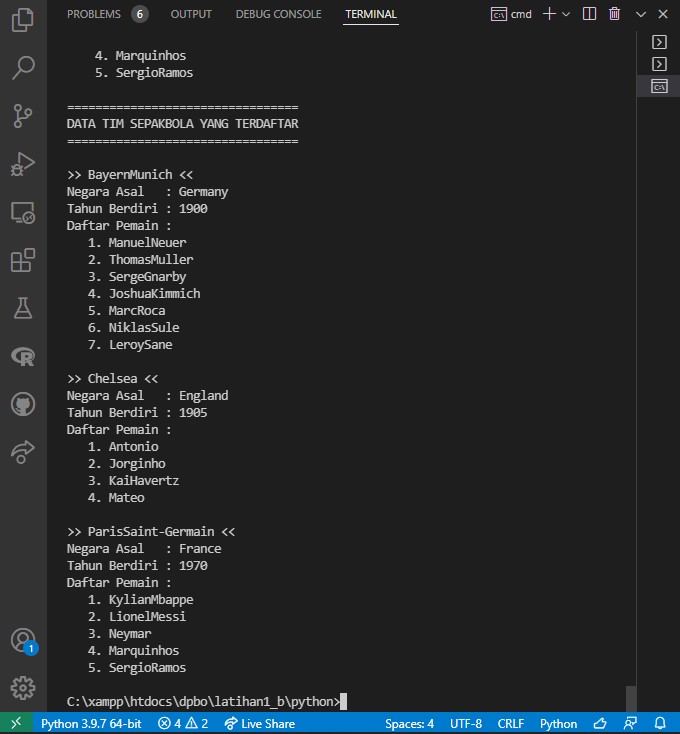 PROBLEMS 6 OUTPUT DEBUG CONSOLE TERMINAL cmd
4. Marquinhos
5. SergioRamos
=================================
DATA TIM SEPAKBOLA YANG TERDAFTAR
=================================
>> BayernMunich <<
Negara Asal   : Germany
Tahun Berdiri : 1900
Daftar Pemain :
1. ManuelNeuer
2. ThomasMuller
3. SergeGnarby
4. JoshuaKimmich
5. MarcRoca
6. NiklasSule
7. LeroySane
>> Chelsea <<
Negara Asal   : England
Tahun Berdiri : 1905
Daftar Pemain :
1. Antonio
2. Jorginho
3. KaiHavertz
4. Mateo
>> ParisSaint-Germain <<
Negara Asal   : France
Tahun Berdiri : 1970
Daftar Pemain :
1. KylianMbappe
2. LionelMessi
3. Neymar
4. Marquinhos
5. SergioRamos
1
C:\xampp\htdocs\dpbo\latihan1_b\python>
Python 3.9.7 64-bit 4 2 Live Share Spaces: 4 UTF-8 CRLF Python